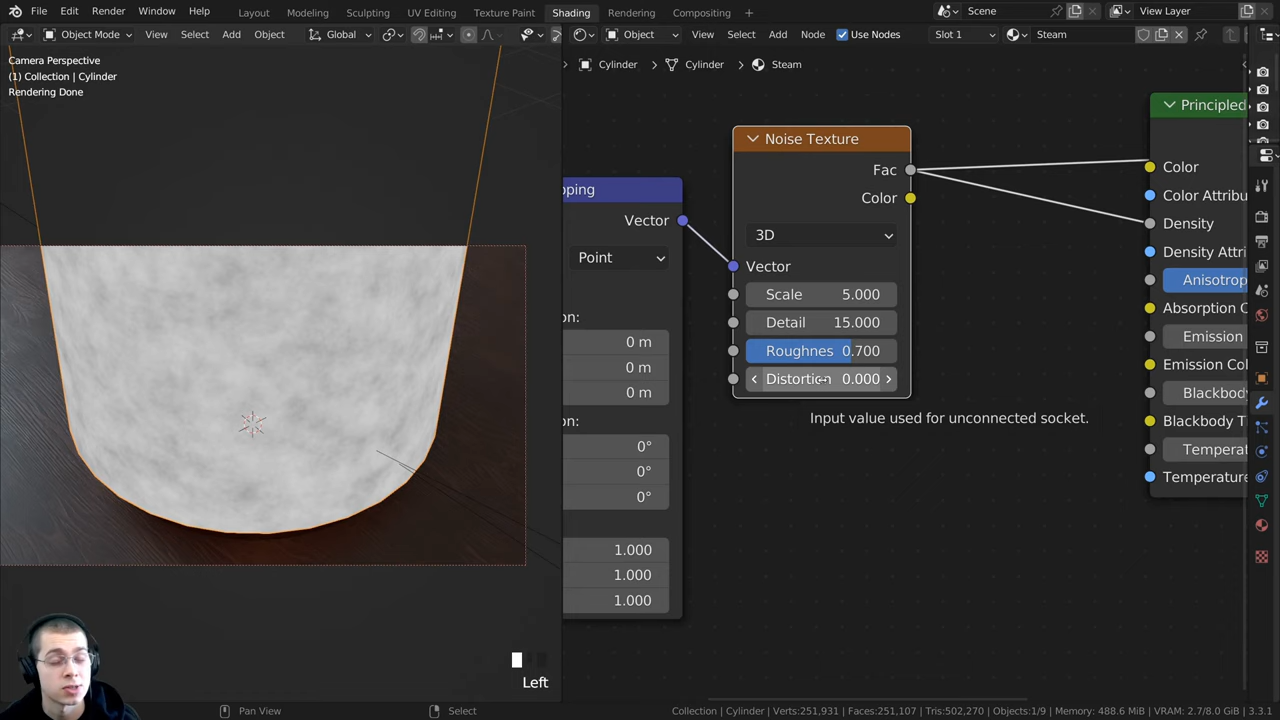 File Edit Render Window Help Layout Modeling Sculpting UV Editing Texture Paint Shading Rendering Compositing Scene View Layer
Object Mode View Select Add Object Global Object View Select Add Node Use Nodes Slot 1 Steam
Camera Perspective
(1) Collection | Cylinder
Rendering Done
Cylinder Cylinder Steam
pping
Vector
Point
on:
0 m
0 m
0 m
on:
0°
0°
0°
1.000
1.000
1.000
Noise Texture
Fac
Color
3D
Vector
Scale 5.000
Detail 15.000
Roughnes 0.700
Distortion 0.000
Input value used for unconnected socket.
Principled
Color
Color Attribu
Density
Density Attri
Anisotrop
Absorption C
Emission
Emission Col
Blackbod
Blackbody T
Temperat
Temperature
Left
Pan View Select Collection | Cylinder | Verts:251,931 | Faces:251,107 | Tris:502,270 | Objects:1/9 | Memory: 488.6 MiB | VRAM: 2.7/8.0 GiB | 3.3.1